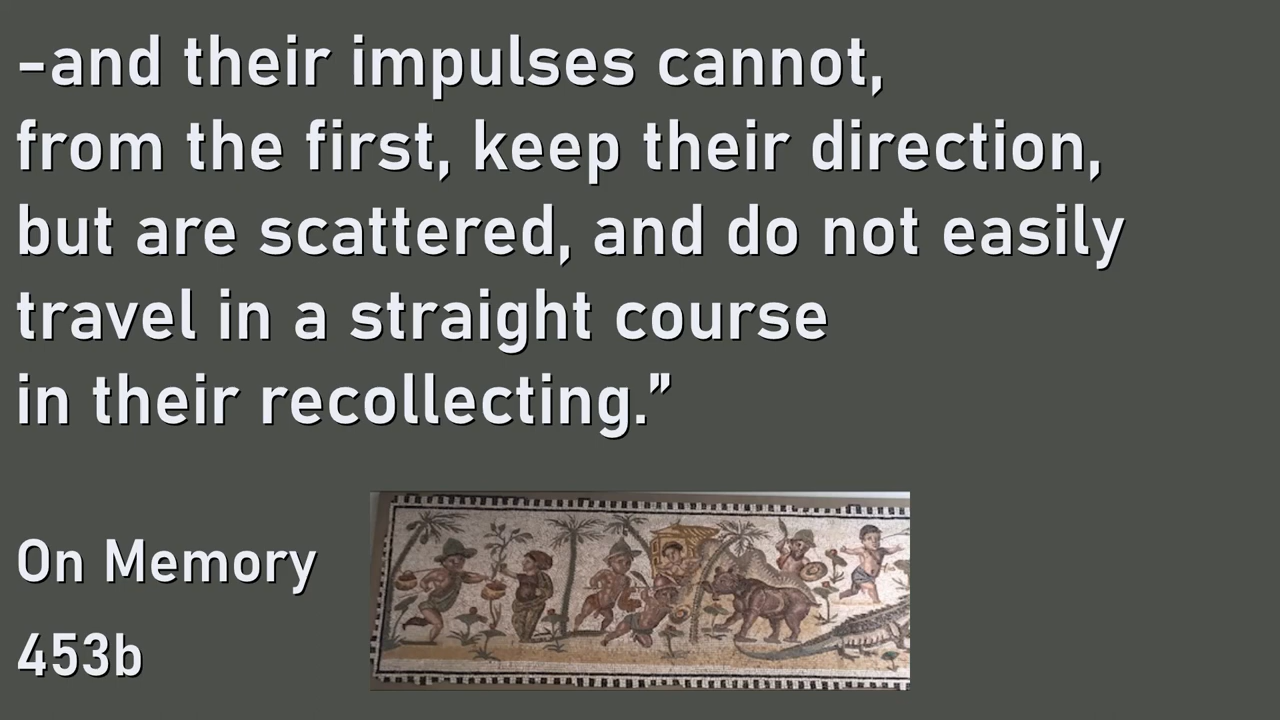 -and their impulses cannot,
from the first, keep their direction,
but are scattered, and do not easily
travel in a straight course
in their recollecting.”
On Memory
453b